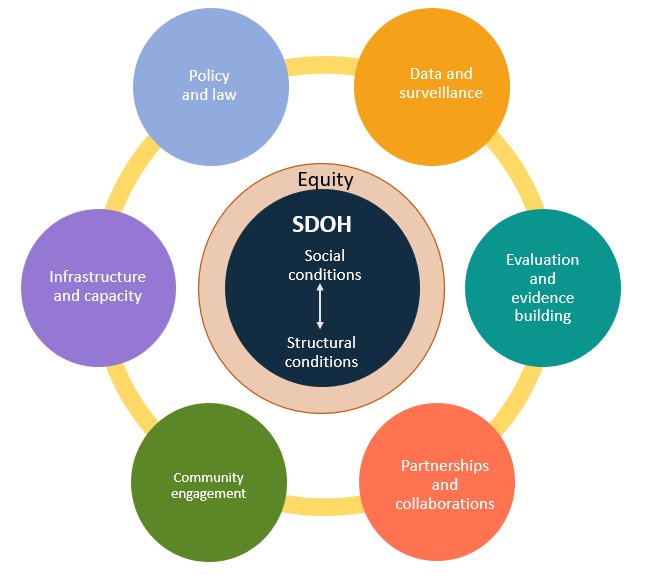 Policy
and law
Data and
surveillance
Equity
SDOH
Social
conditions
Structural
conditions
Infrastructure
and capacity
Evaluation
and
evidence
building
Community
engagement
Partnerships
and
collaborations